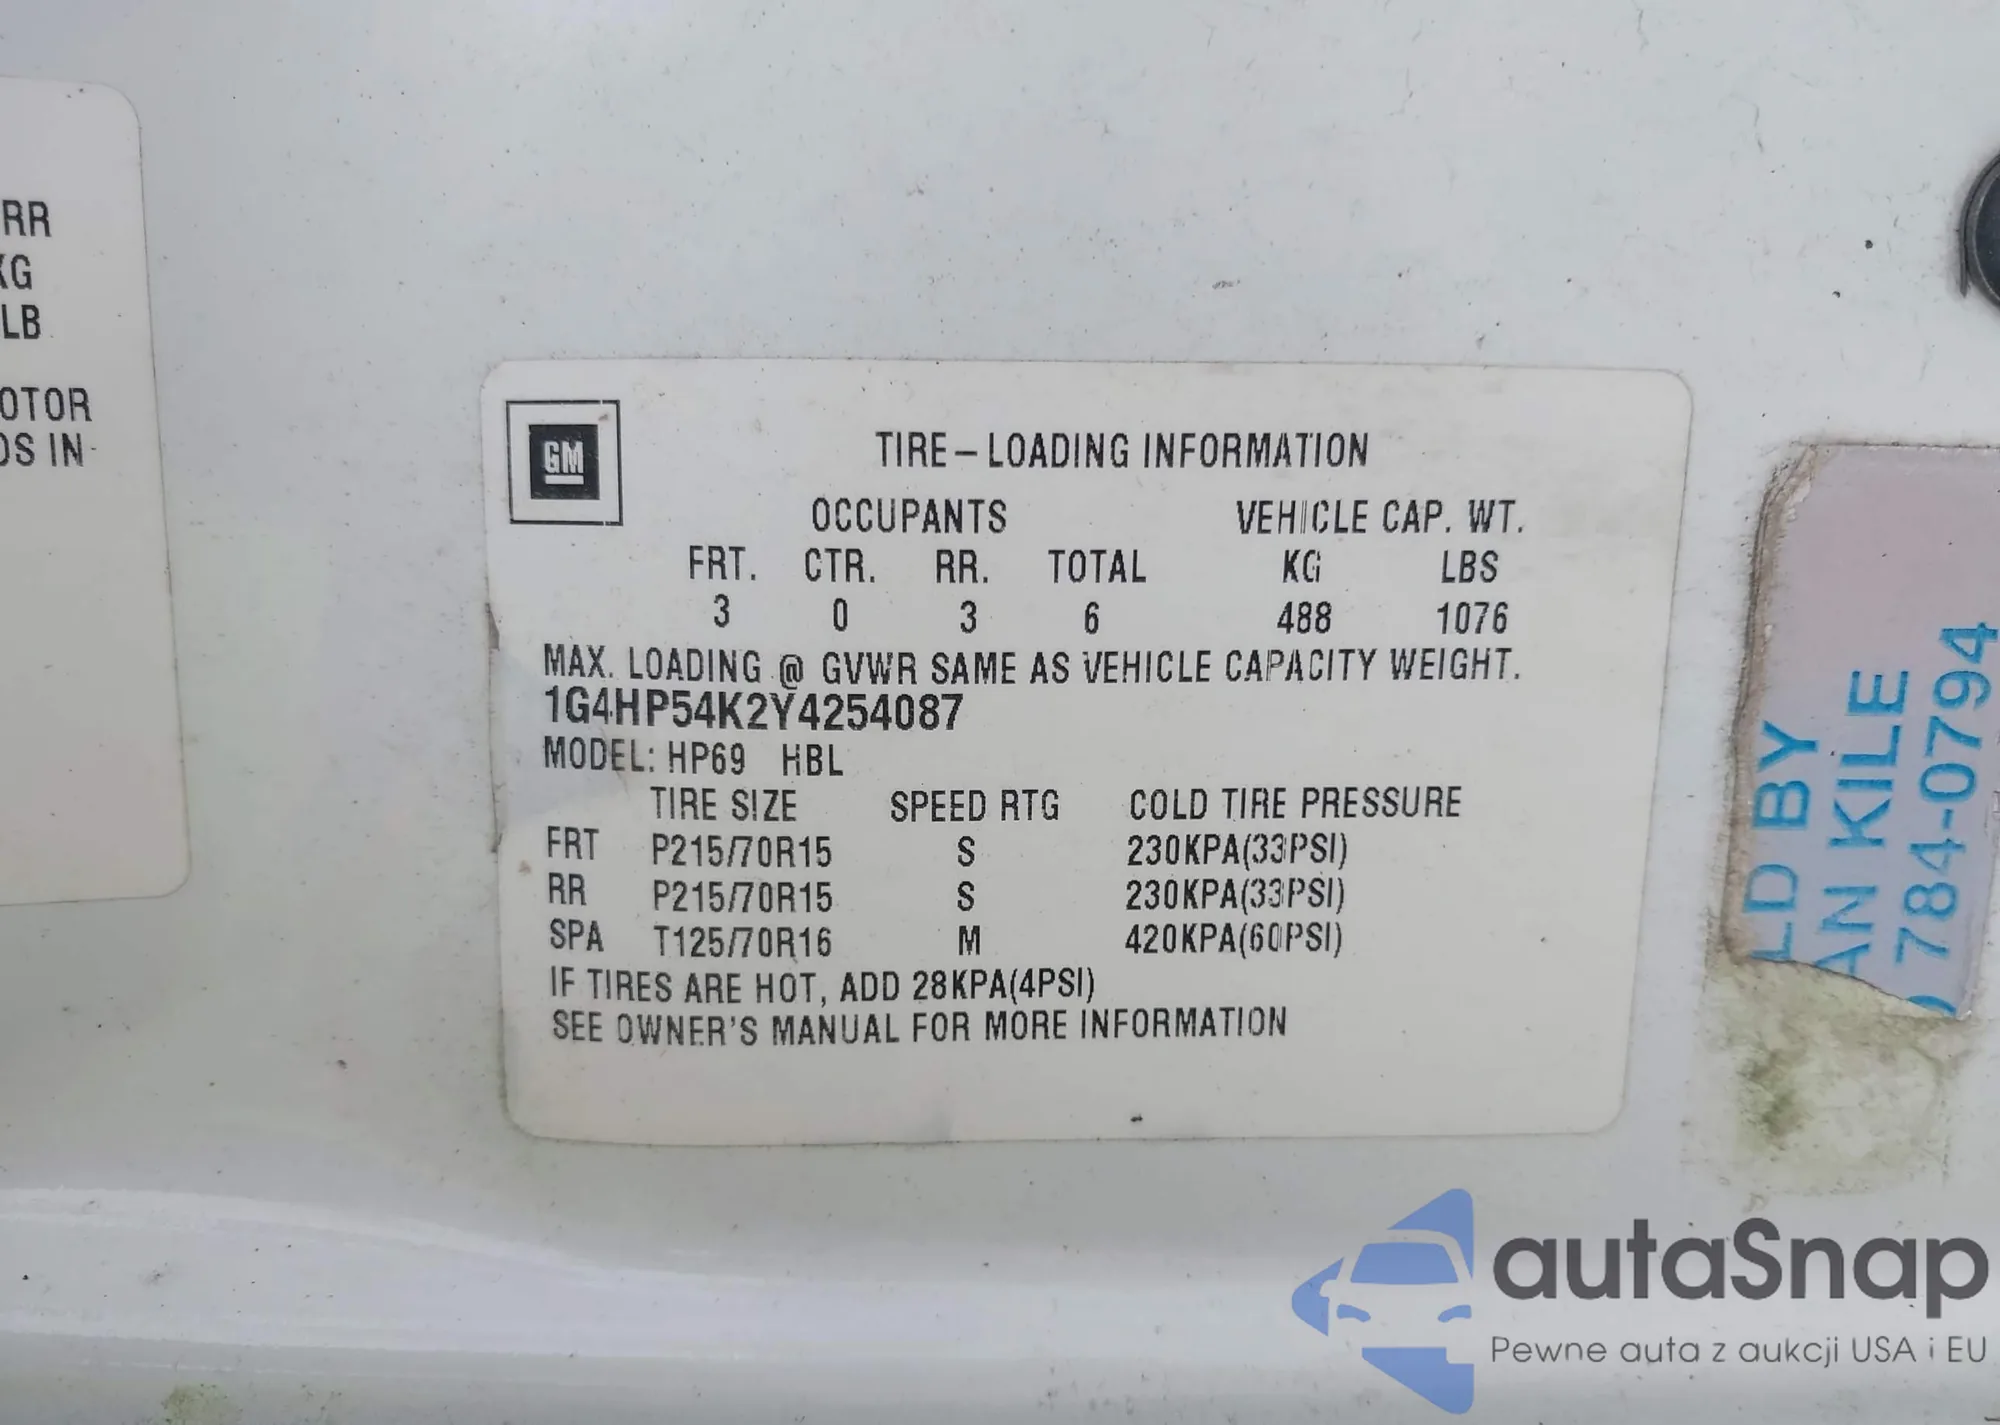 RR
KG
LB
OTOR
DS IN
GM
TIRE – LOADING INFORMATION
OCCUPANTS VEHICLE CAP. WT.
FRT. CTR. RR. TOTAL KG LBS
3 0 3 6 488 1076
MAX. LOADING @ GVWR SAME AS VEHICLE CAPACITY WEIGHT.
1G4HP54K2Y4254087
MODEL: HP69 HBL
TIRE SIZE SPEED RTG COLD TIRE PRESSURE
FRT P215/70R15 S 230KPA(33PSI)
RR P215/70R15 S 230KPA(33PSI)
SPA T125/70R16 M 420KPA(60PSI)
IF TIRES ARE HOT, ADD 28KPA(4PSI)
SEE OWNER'S MANUAL FOR MORE INFORMATION
LD BY
AN KILE
784-0794
autaSnap
Pewne auta z aukcji USA i EU